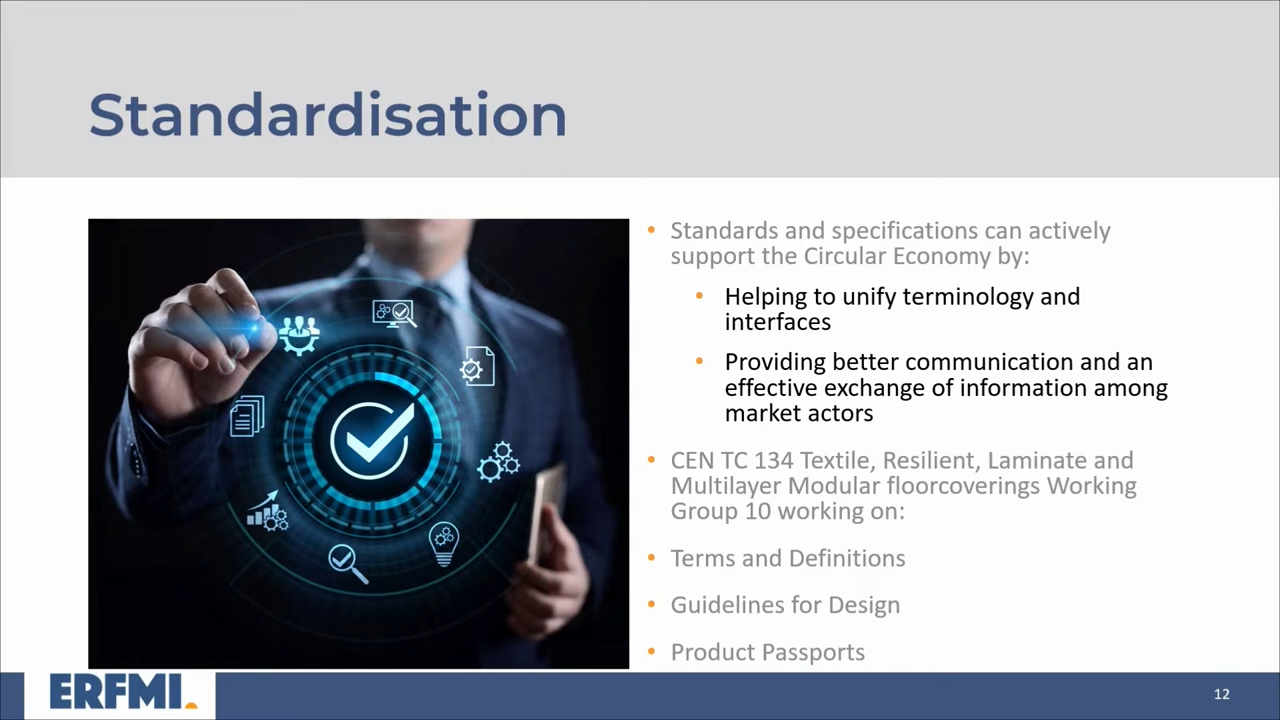 Standardisation
• Standards and specifications can actively
support the Circular Economy by:
• Helping to unify terminology and
interfaces
• Providing better communication and an
effective exchange of information among
market actors
• CEN TC 134 Textile, Resilient, Laminate and
Multilayer Modular floorcoverings Working
Group 10 working on:
• Terms and Definitions
• Guidelines for Design
• Product Passports
ERFMI.
12